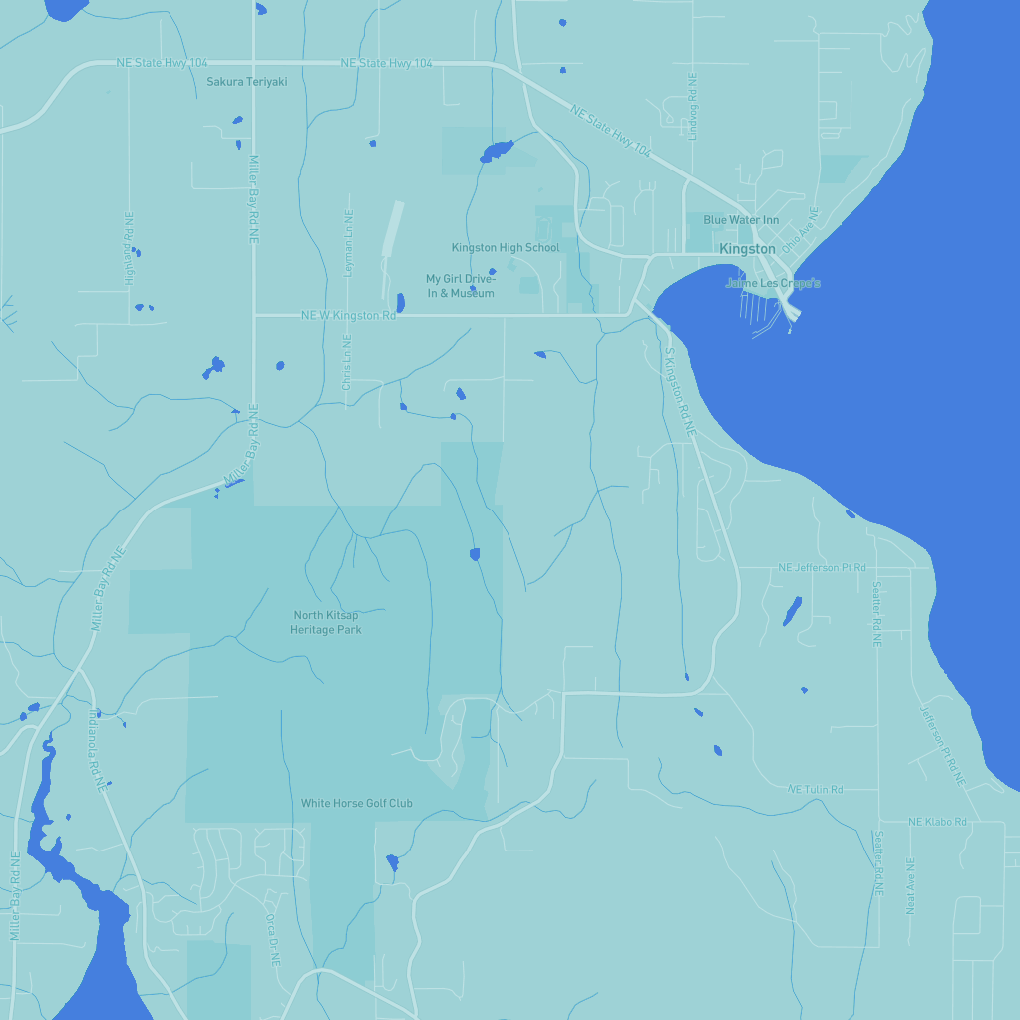 NE State Hwy 104
NE State Hwy 104
Sakura Teriyaki
Lindvog Rd NE
NE State Hwy 104
Miller Bay Rd NE
Highland Rd NE
Leyman Ln NE
Blue Water Inn
Ohio Ave NE
Kingston
Kingston High School
My Girl Drive-
In & Museum
Jaime Les Crepe's
NE W Kingston Rd
Chris Ln NE
S Kingston Rd NE
Miller Bay Rd NE
Miller Bay Rd NE
NE Jefferson Pt Rd
Seatter Rd NE
North Kitsap
Heritage Park
Indianola Rd NE
Jefferson Pt Rd NE
NE Tulin Rd
White Horse Golf Club
NE Klabo Rd
Seatter Rd NE
Neat Ave NE
Miller Bay Rd NE
Orca Dr NE